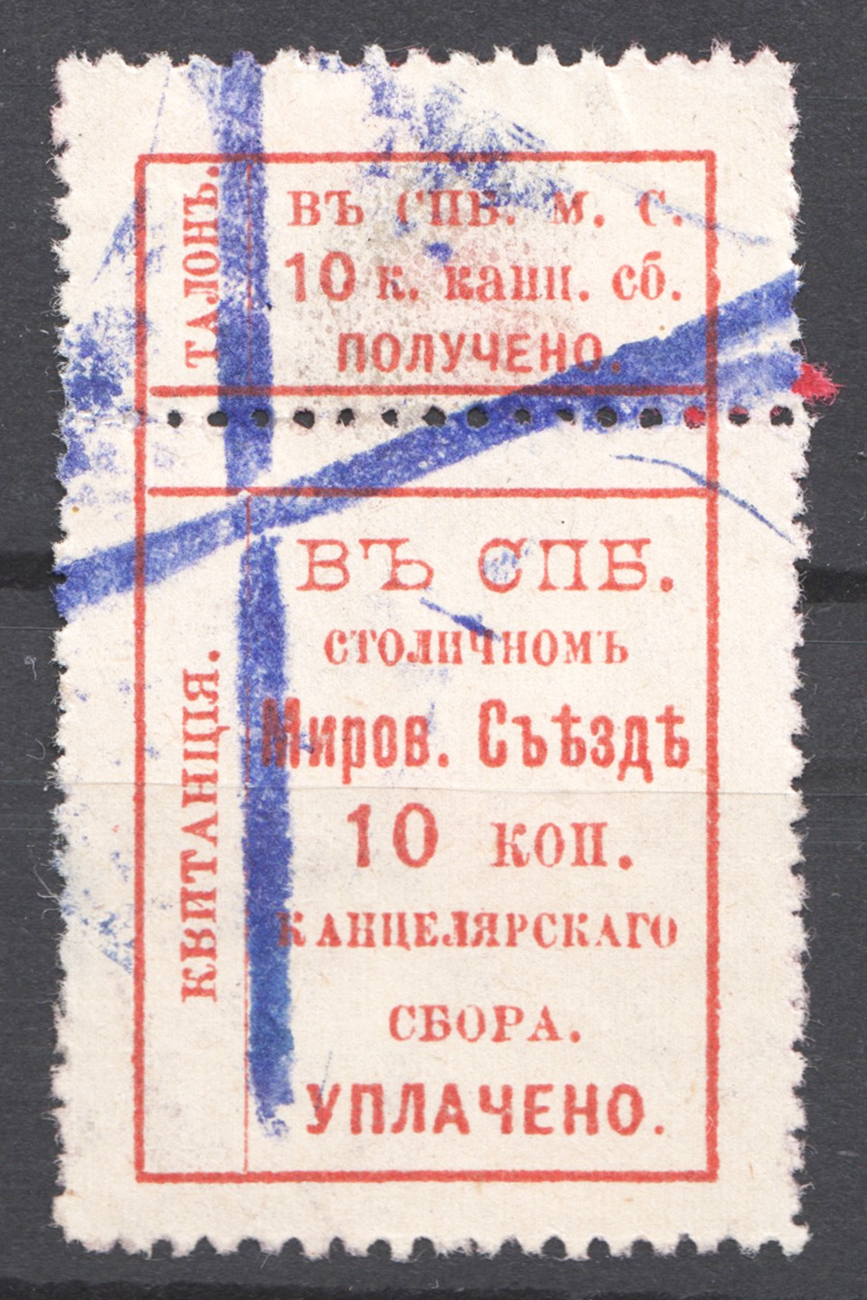 ТАЛОНЪ.
ВЪ СПБ. М. С.
10 к. канц. сб.
ПОЛУЧЕНО.
КВИТАНЦІЯ.
ВЪ СПБ.
СТОЛИЧНОМЪ
Миров. Съѣздѣ
10 коп.
КАНЦЕЛЯРСКАГО
СБОРА.
УПЛАЧЕНО.